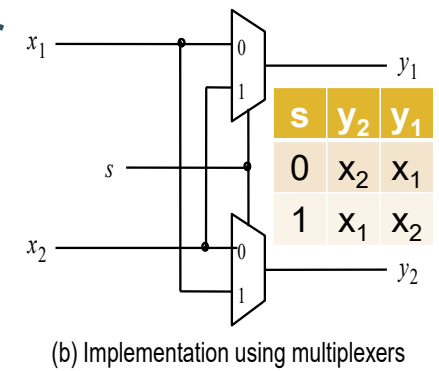 x₁
0
1
y₁
s y₂ y₁
0 x₂ x₁
1 x₁ x₂
s
x₂
0
1
y₂
(b) Implementation using multiplexers